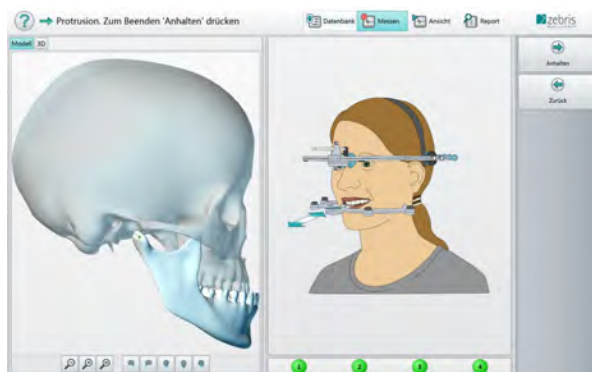 ? Protrusion. Zum Beenden 'Anhalten' drücken
Datenbank Messen Ansicht Report zebris
Modell 3D
Anhalten
Zurück
1 2 3 4